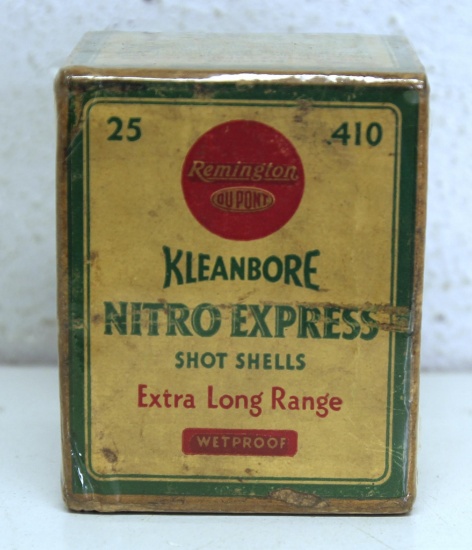 25 .410
Remington
DU PONT
KLEANBORE
NITRO EXPRESS
SHOT SHELLS
Extra Long Range
WETPROOF